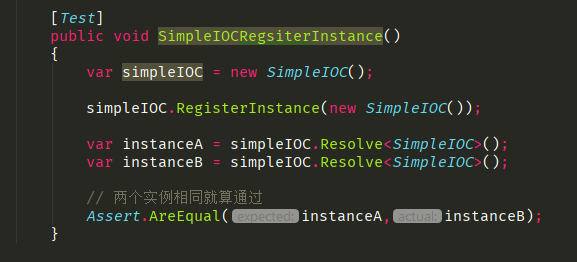 [Test]
public void SimpleIOCRegsiterInstance()
{
var simpleIOC = new SimpleIOC();
simpleIOC.RegisterInstance(new SimpleIOC());
var instanceA = simpleIOC.Resolve<SimpleIOC>();
var instanceB = simpleIOC.Resolve<SimpleIOC>();
// 两个实例相同就算通过
Assert.AreEqual(expected:instanceA,actual:instanceB);
}